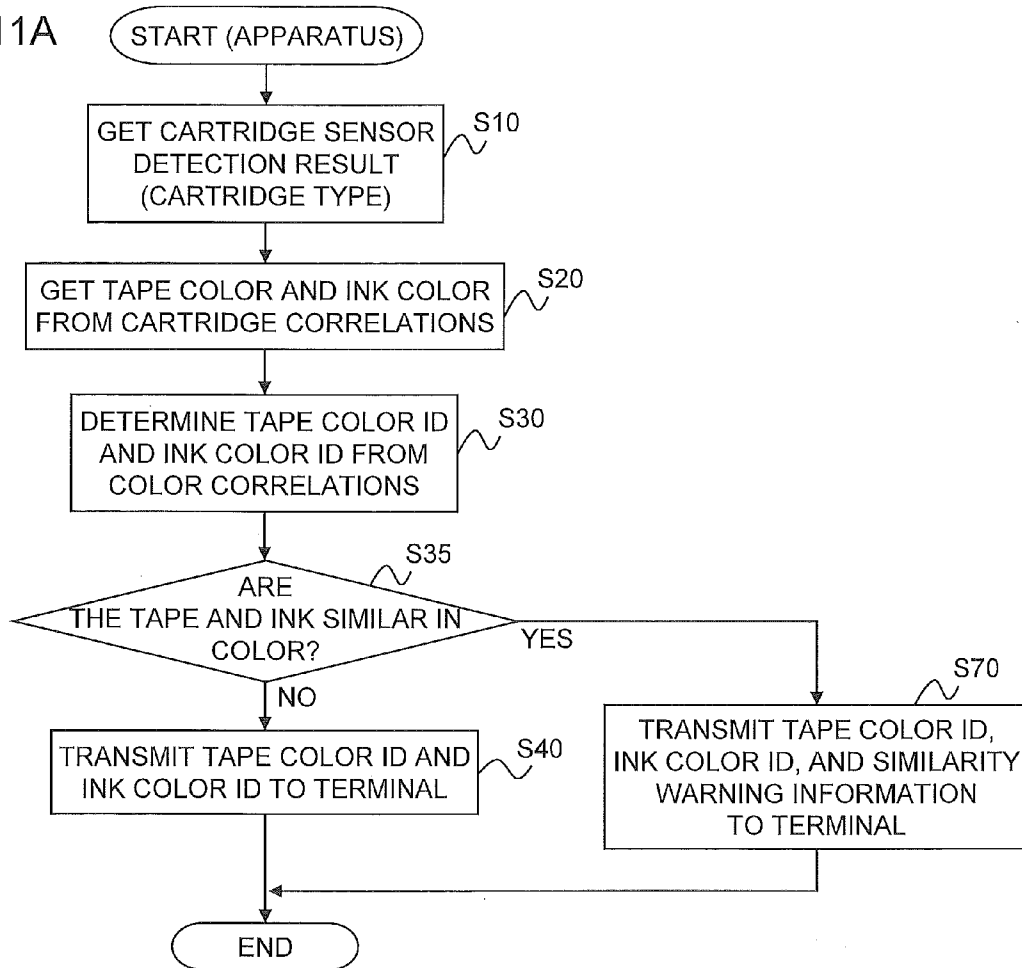 11A
START (APPARATUS)
GET CARTRIDGE SENSOR
DETECTION RESULT
(CARTRIDGE TYPE)
S10
GET TAPE COLOR AND INK COLOR
FROM CARTRIDGE CORRELATIONS
S20
DETERMINE TAPE COLOR ID
AND INK COLOR ID FROM
COLOR CORRELATIONS
S30
ARE
THE TAPE AND INK SIMILAR IN
COLOR?
S35
YES
NO
TRANSMIT TAPE COLOR ID AND
INK COLOR ID TO TERMINAL
S40
TRANSMIT TAPE COLOR ID,
INK COLOR ID, AND SIMILARITY
WARNING INFORMATION
TO TERMINAL
S70
END